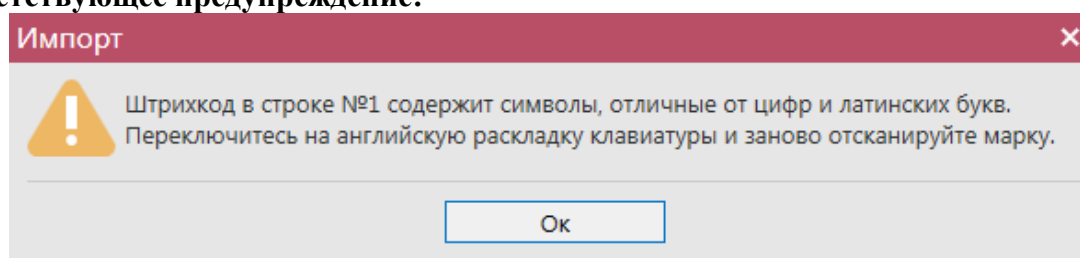 предупреждение:
Импорт
Штрихкод в строке №1 содержит символы, отличные от цифр и латинских букв.
Переключитесь на английскую раскладку клавиатуры и заново отсканируйте марку.
Ок